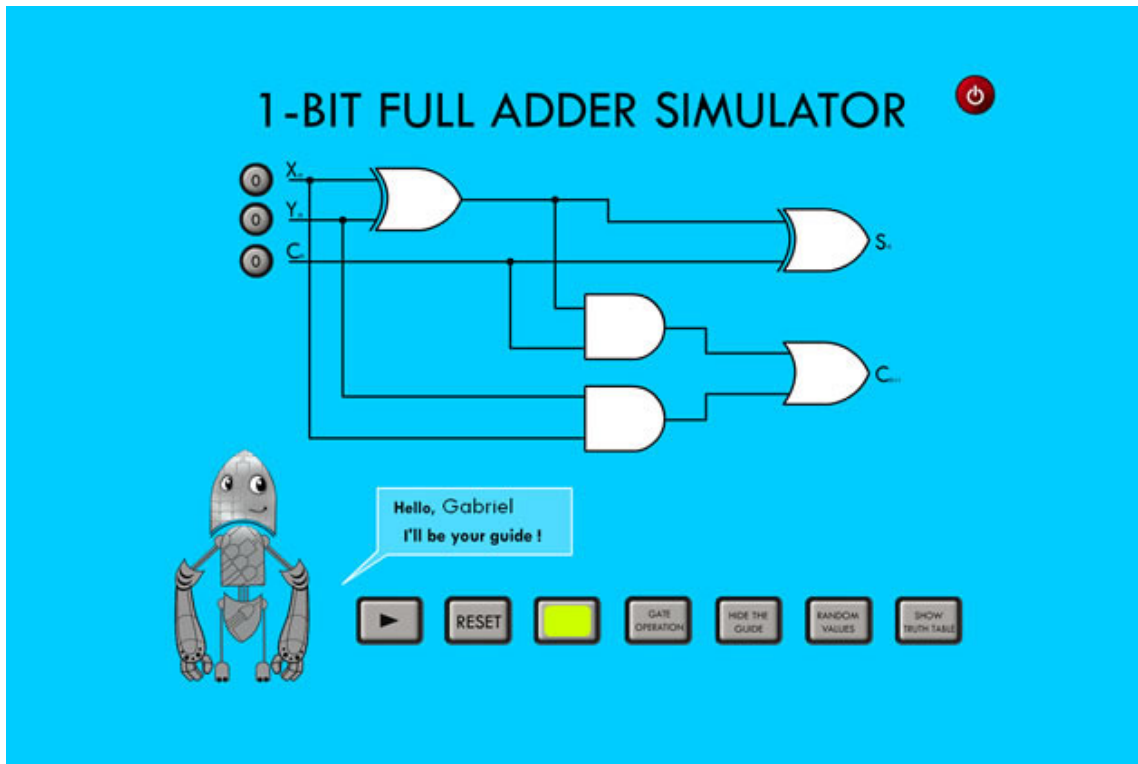 1-BIT FULL ADDER SIMULATOR
0 X
0 Y
0 C
S
C
Hello, Gabriel
I'll be your guide !
RESET
GATE
OPERATION
HIDE THE
GUIDE
RANDOM
VALUES
SHOW
TRUTH TABLE